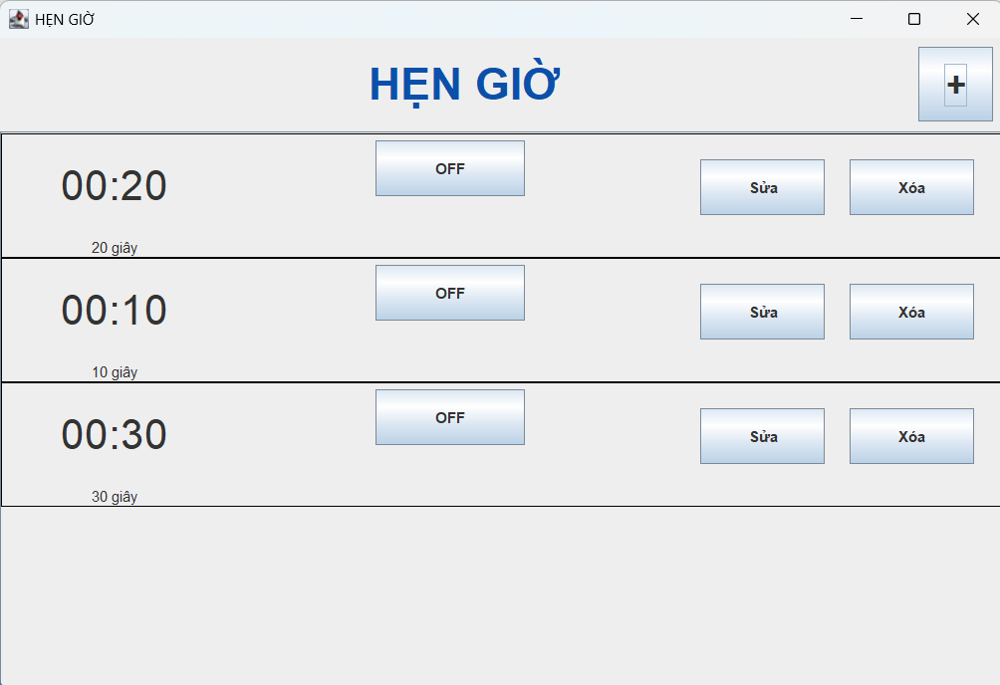 HẸN GIỜ
HẸN GIỜ
+
00:20
OFF
Sửa
Xóa
20 giây
00:10
OFF
Sửa
Xóa
10 giây
00:30
OFF
Sửa
Xóa
30 giây